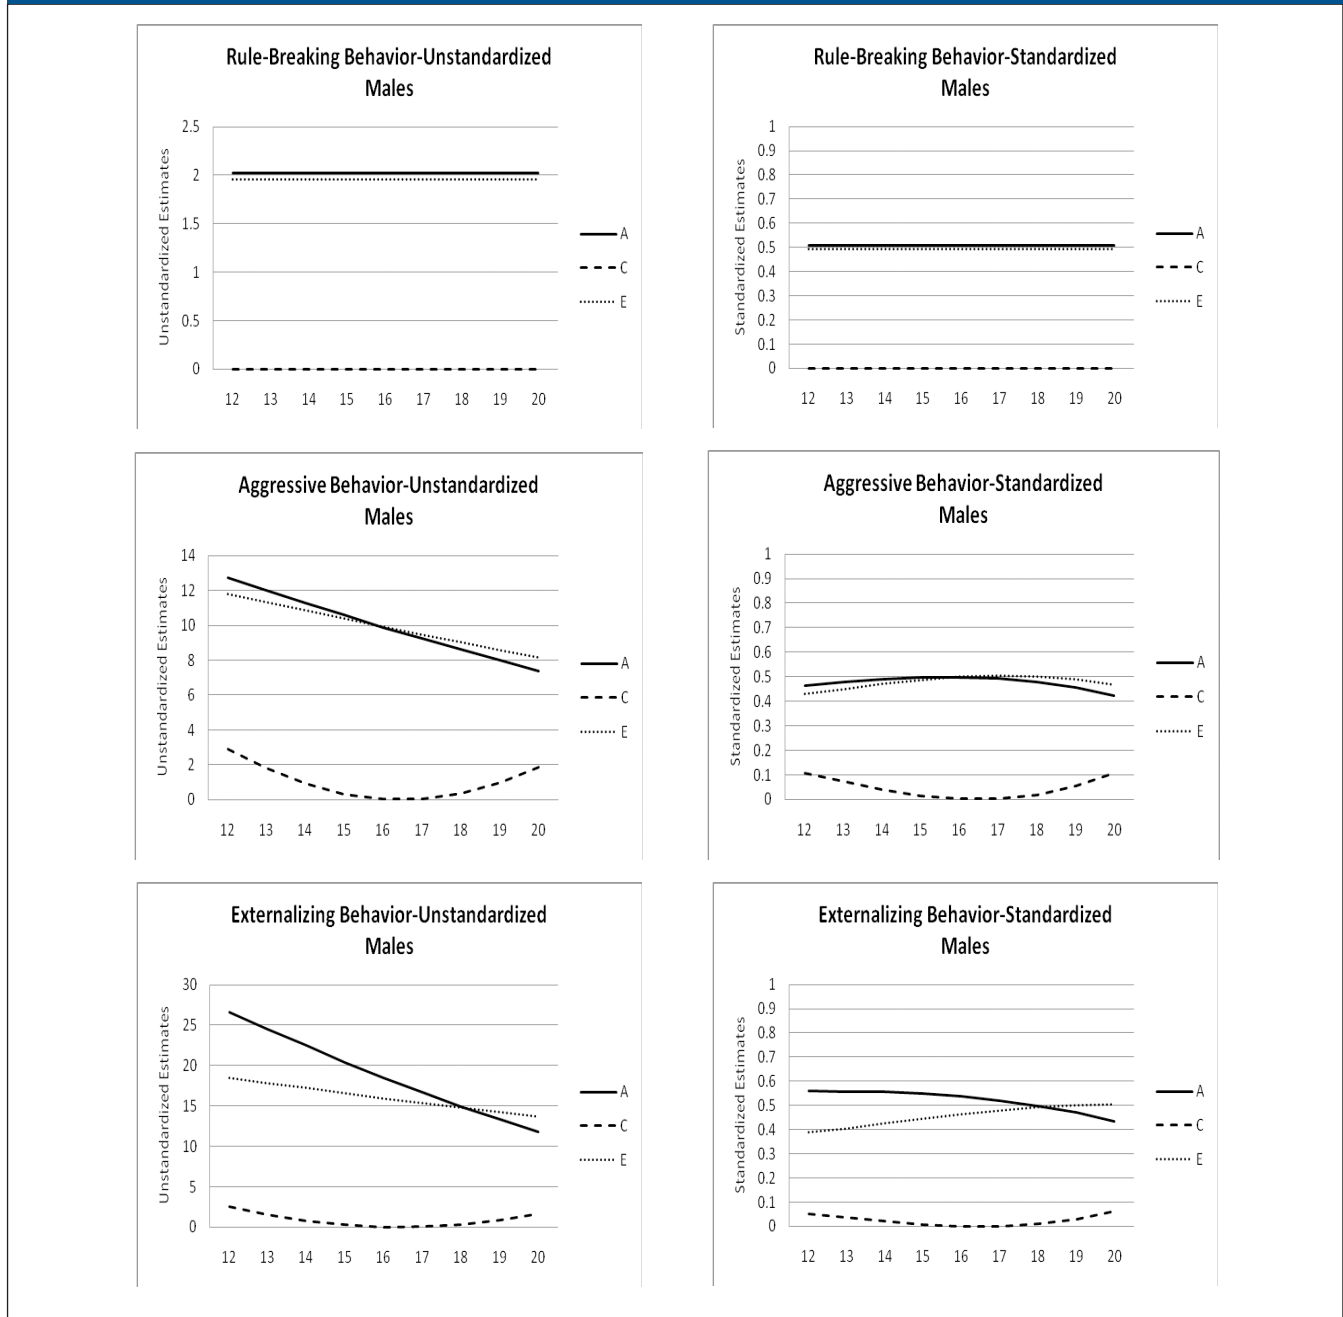 Rule-Breaking Behavior-Unstandardized
Males
Unstandardized Estimates
2.5
2
1.5
1
0.5
0
12 13 14 15 16 17 18 19 20
A
C
E
Rule-Breaking Behavior-Standardized
Males
Standardized Estimates
1
0.9
0.8
0.7
0.6
0.5
0.4
0.3
0.2
0.1
0
12 13 14 15 16 17 18 19 20
A
C
E
Aggressive Behavior-Unstandardized
Males
Unstandardized Estimates
14
12
10
8
6
4
2
0
12 13 14 15 16 17 18 19 20
A
C
E
Aggressive Behavior-Standardized
Males
Standardized Estimates
1
0.9
0.8
0.7
0.6
0.5
0.4
0.3
0.2
0.1
0
12 13 14 15 16 17 18 19 20
A
C
E
Externalizing Behavior-Unstandardized
Males
Unstandardized Estimates
30
25
20
15
10
5
0
12 13 14 15 16 17 18 19 20
A
C
E
Externalizing Behavior-Standardized
Males
Standardized Estimates
1
0.9
0.8
0.7
0.6
0.5
0.4
0.3
0.2
0.1
0
12 13 14 15 16 17 18 19 20
A
C
E